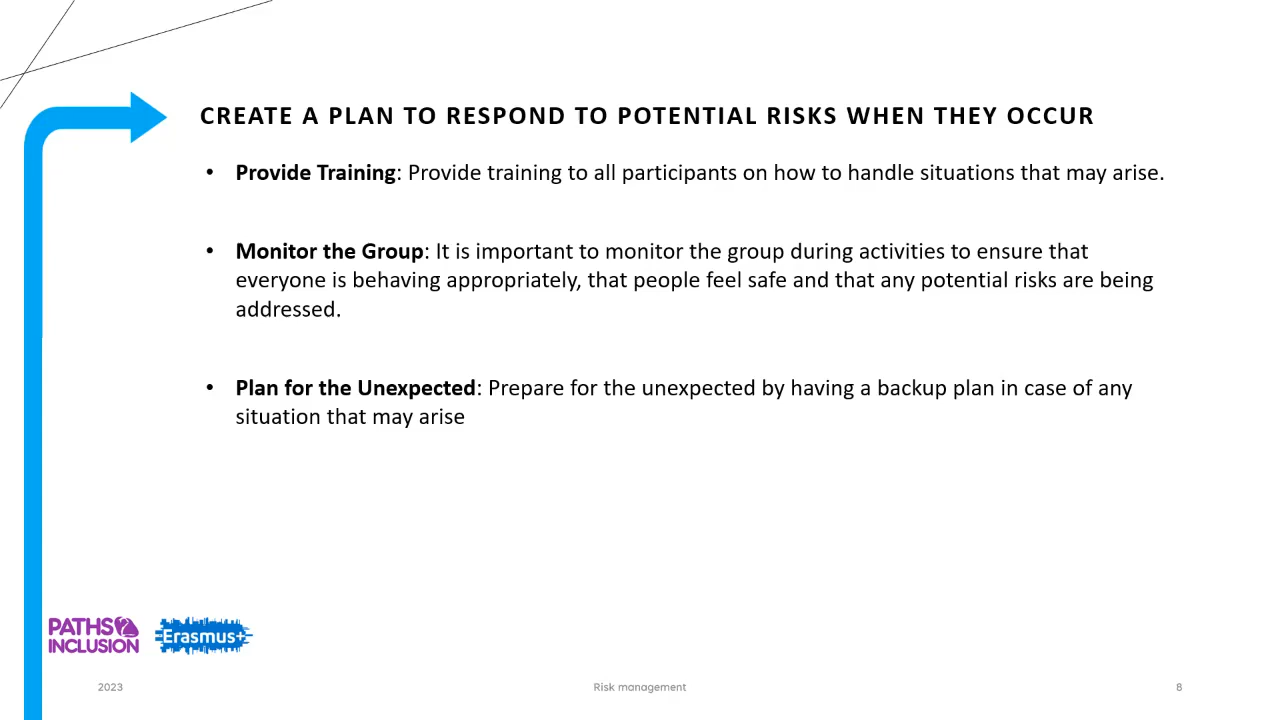 CREATE A PLAN TO RESPOND TO POTENTIAL RISKS WHEN THEY OCCUR
• Provide Training: Provide training to all participants on how to handle situations that may arise.
• Monitor the Group: It is important to monitor the group during activities to ensure that
everyone is behaving appropriately, that people feel safe and that any potential risks are being
addressed.
• Plan for the Unexpected: Prepare for the unexpected by having a backup plan in case of any
situation that may arise
PATHS2
INCLUSION
Erasmus+
2023
Risk management
8